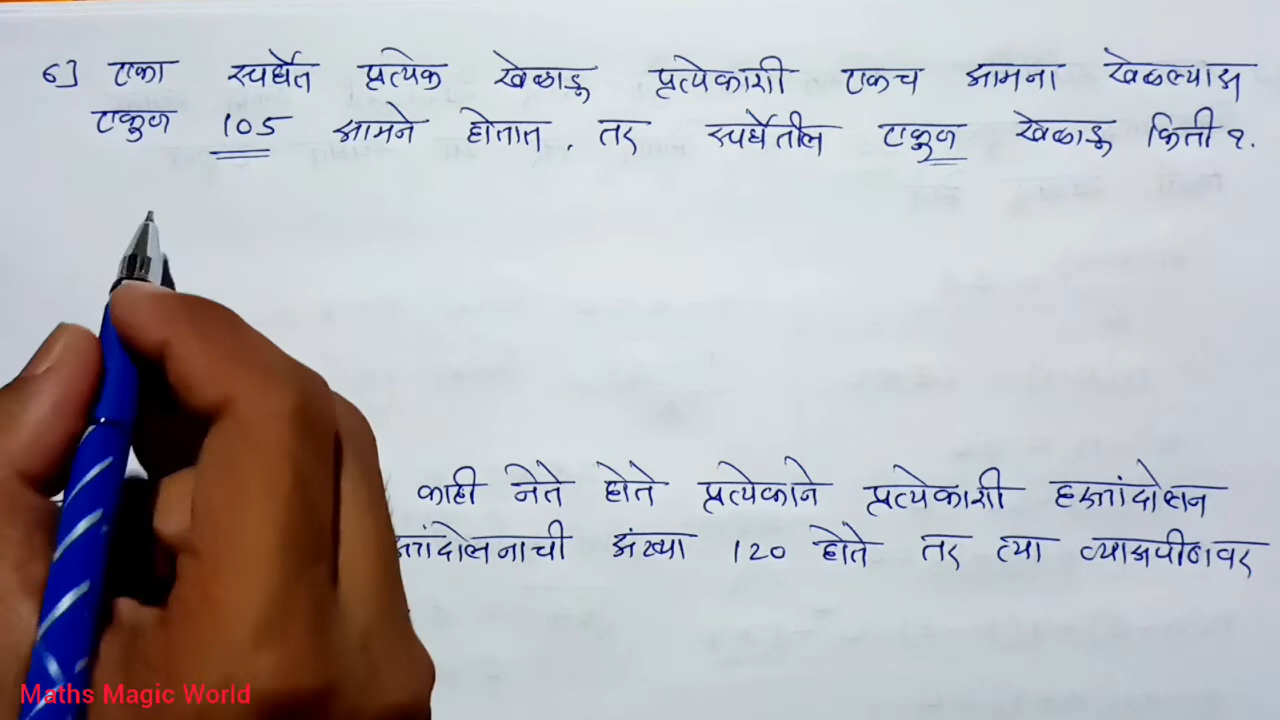 6] एका स्पर्धेत प्रत्येक खेळाडू प्रत्येकाशी एकच सामना खेळल्यास
एकुण 105 सामने होतात. तर स्पर्धेतील एकूण खेळाडू किती?.
काही नेते होते प्रत्येकाने प्रत्येकाशी हस्तांदोलन
स्तांदोलनाची संख्या 120 होते तर त्या व्यासपीठावर
Maths Magic World